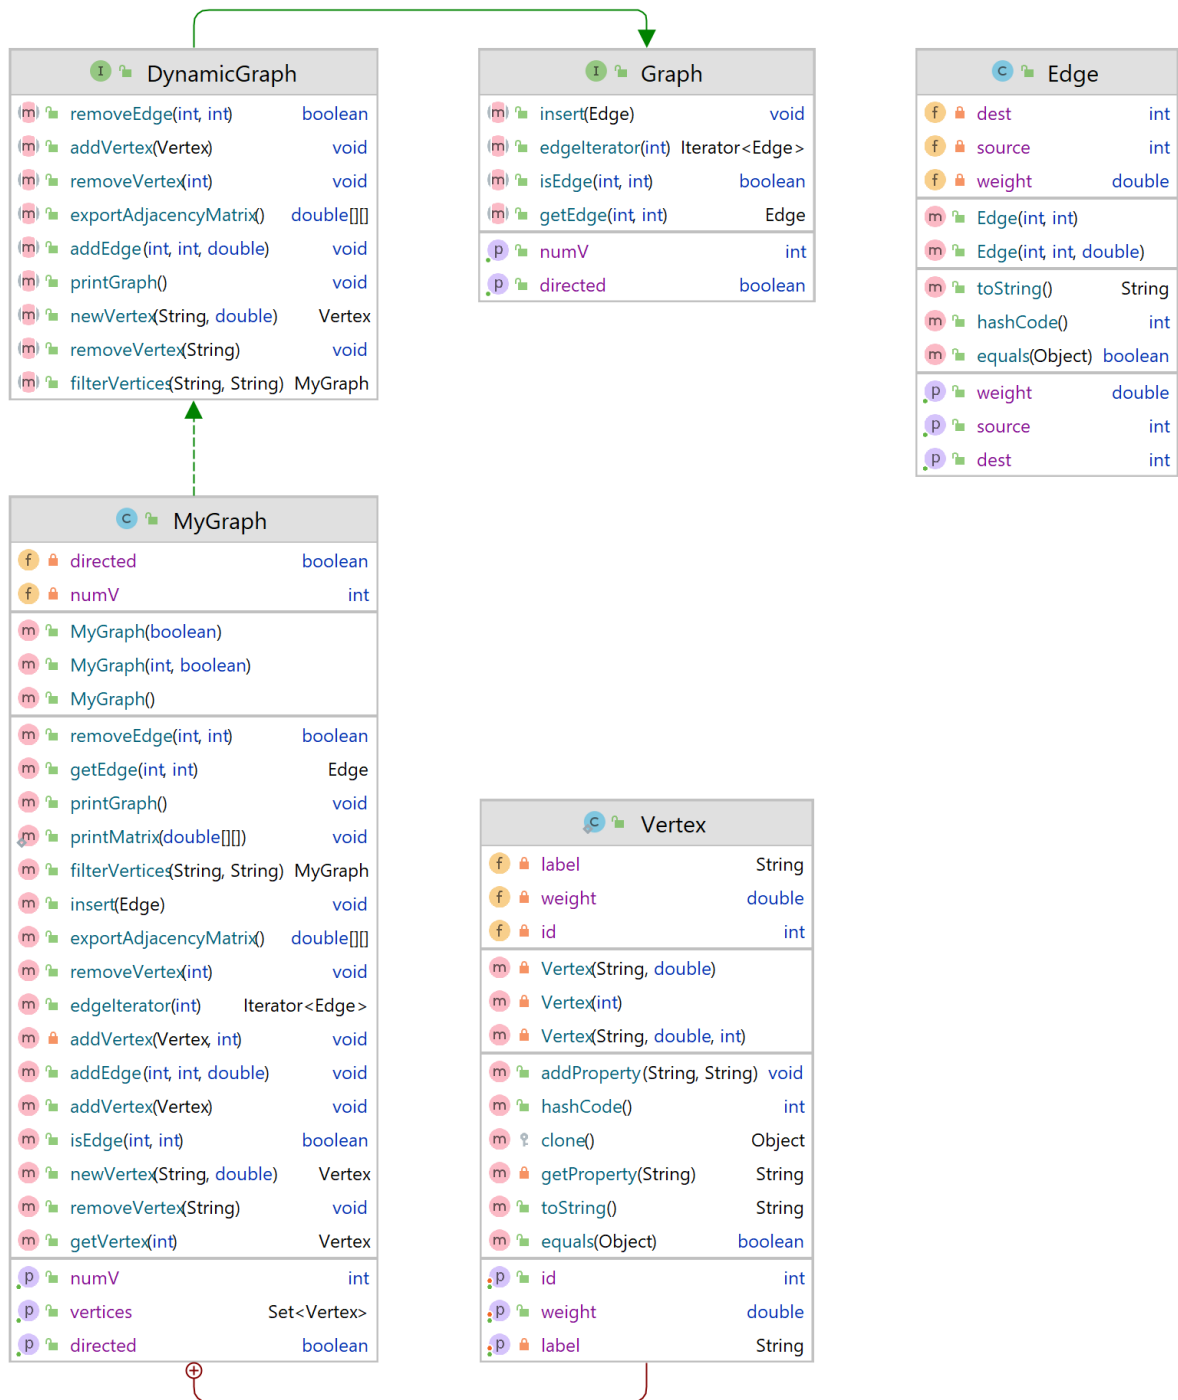 DynamicGraph
removeEdge(int, int) boolean
addVertex(Vertex) void
removeVertex(int) void
exportAdjacencyMatrix() double[][]
addEdge(int, int, double) void
printGraph() void
newVertex(String, double) Vertex
removeVertex(String) void
filterVertices(String, String) MyGraph
Graph
insert(Edge) void
edgeIterator(int) Iterator<Edge>
isEdge(int, int) boolean
getEdge(int, int) Edge
numV int
directed boolean
Edge
dest int
source int
weight double
Edge(int, int)
Edge(int, int, double)
toString() String
hashCode() int
equals(Object) boolean
weight double
source int
dest int
MyGraph
directed boolean
numV int
MyGraph(boolean)
MyGraph(int, boolean)
MyGraph()
removeEdge(int, int) boolean
getEdge(int, int) Edge
printGraph() void
printMatrix(double[][]) void
filterVertices(String, String) MyGraph
insert(Edge) void
exportAdjacencyMatrix() double[][]
removeVertex(int) void
edgeIterator(int) Iterator<Edge>
addVertex(Vertex, int) void
addEdge(int, int, double) void
addVertex(Vertex) void
isEdge(int, int) boolean
newVertex(String, double) Vertex
removeVertex(String) void
getVertex(int) Vertex
numV int
vertices Set<Vertex>
directed boolean
Vertex
label String
weight double
id int
Vertex(String, double)
Vertex(int)
Vertex(String, double, int)
addProperty(String, String) void
hashCode() int
clone() Object
getProperty(String) String
toString() String
equals(Object) boolean
id int
weight double
label String